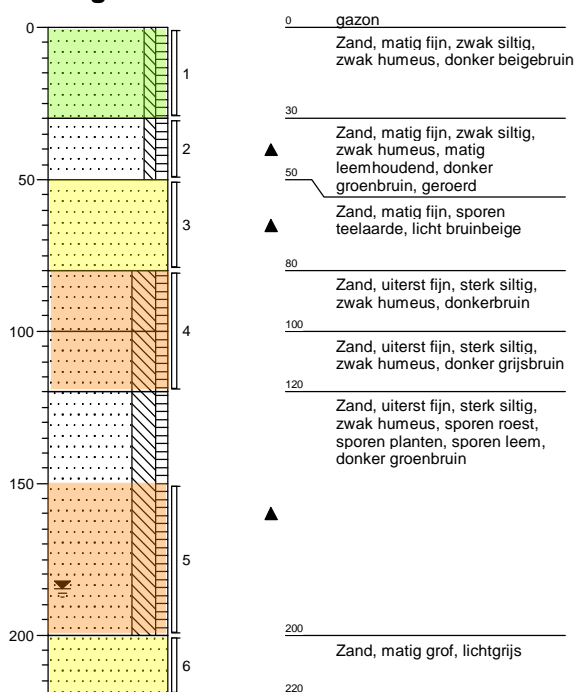 0
gazon
0
Zand, matig fijn, zwak siltig,
zwak humeus, donker beigebruin
1
30
Zand, matig fijn, zwak siltig,
zwak humeus, matig
leemhoudend, donker
groenbruin, geroerd
2
50
50
Zand, matig fijn, sporen
teelaarde, licht bruinbeige
3
80
Zand, uiterst fijn, sterk siltig,
zwak humeus, donkerbruin
4
100
100
Zand, uiterst fijn, sterk siltig,
zwak humeus, donker grijsbruin
120
Zand, uiterst fijn, sterk siltig,
zwak humeus, sporen roest,
sporen planten, sporen leem,
donker groenbruin
150
5
200
200
Zand, matig grof, lichtgrijs
6
220